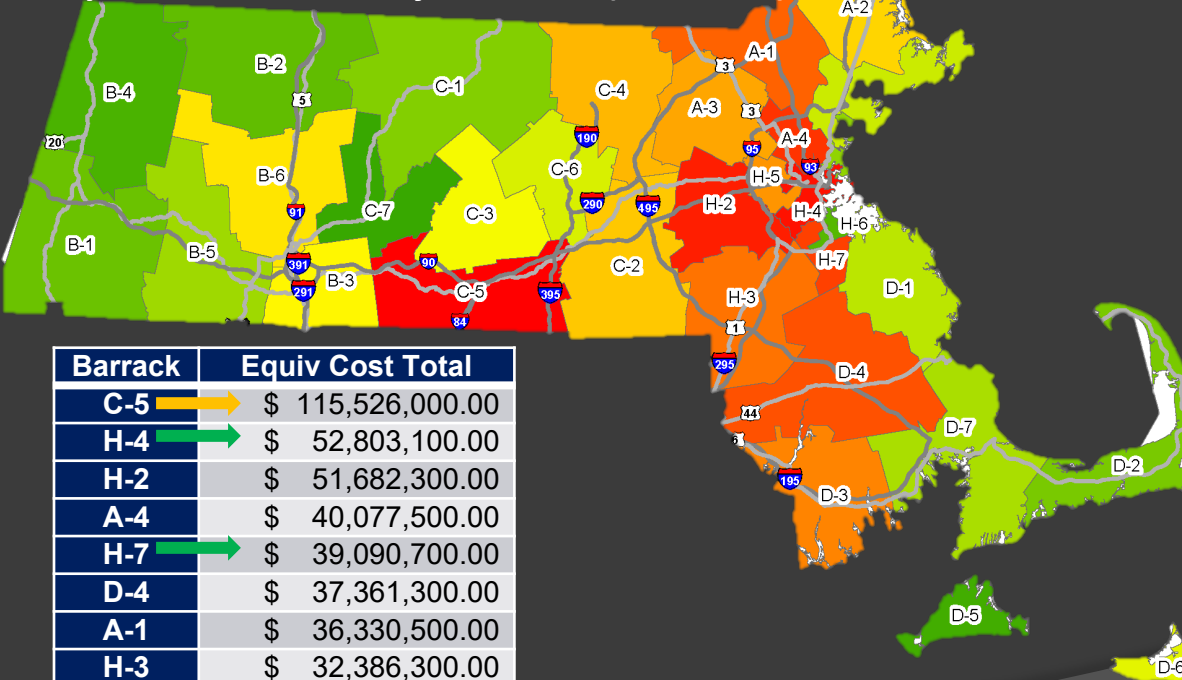 A-2
A-1
3
B-2
B-4
C-1
C-4
5
A-3
3
190
A-4
20
95
93
C-6
B-6
H-5
290
495
H-2
91
C-7
C-3
H-4
H-6
B-1
B-5
H-7
391
90
C-2
B-3
D-1
291
C-5
395
H-3
84
1
295
D-4
44
6
D-7
D-2
195
D-3
D-5
D-6
Barrack Equiv Cost Total
C-5 $ 115,526,000.00
H-4 $ 52,803,100.00
H-2 $ 51,682,300.00
A-4 $ 40,077,500.00
H-7 $ 39,090,700.00
D-4 $ 37,361,300.00
A-1 $ 36,330,500.00
H-3 $ 32,386,300.00